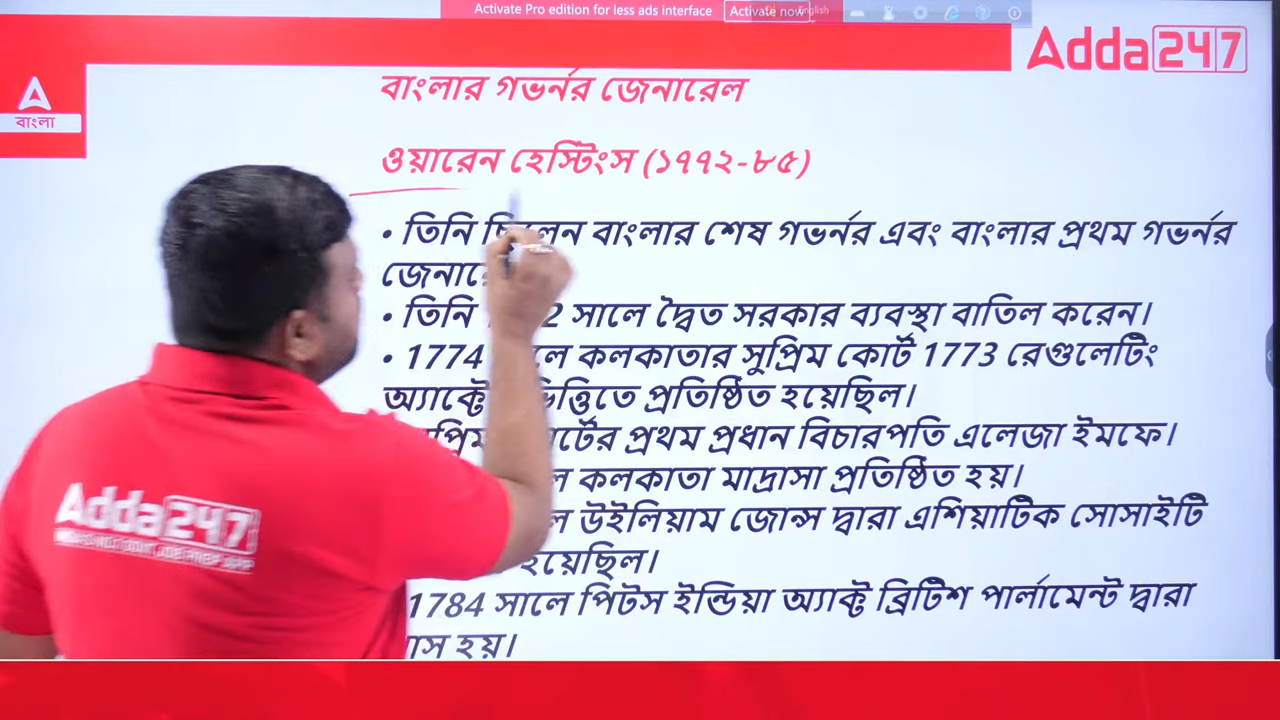 Activate Pro edition for less ads interface Activate now English
Adda247
বাংলা
বাংলার গভর্নর জেনারেল
ওয়ারেন হেস্টিংস (১৭৭২-৮৫)
• তিনি ছিলেন বাংলার শেষ গভর্নর এবং বাংলার প্রথম গভর্নর
• তিনি সালে দ্বৈত সরকার ব্যবস্থা বাতিল করেন।
• 1774 কলকাতার সুপ্রিম কোর্ট 1773 রেগুলেটিং
প্রতিষ্ঠিত হয়েছিল।
প্রথম প্রধান বিচারপতি এলেজা ইমফে।
কলকাতা মাদ্রাসা প্রতিষ্ঠিত হয়।
উইলিয়াম জোন্স দ্বারা এশিয়াটিক সোসাইটি
হয়েছিল।
1784 সালে পিটস ইন্ডিয়া অ্যাক্ট ব্রিটিশ পার্লামেন্ট দ্বারা
হয়।
Adda247